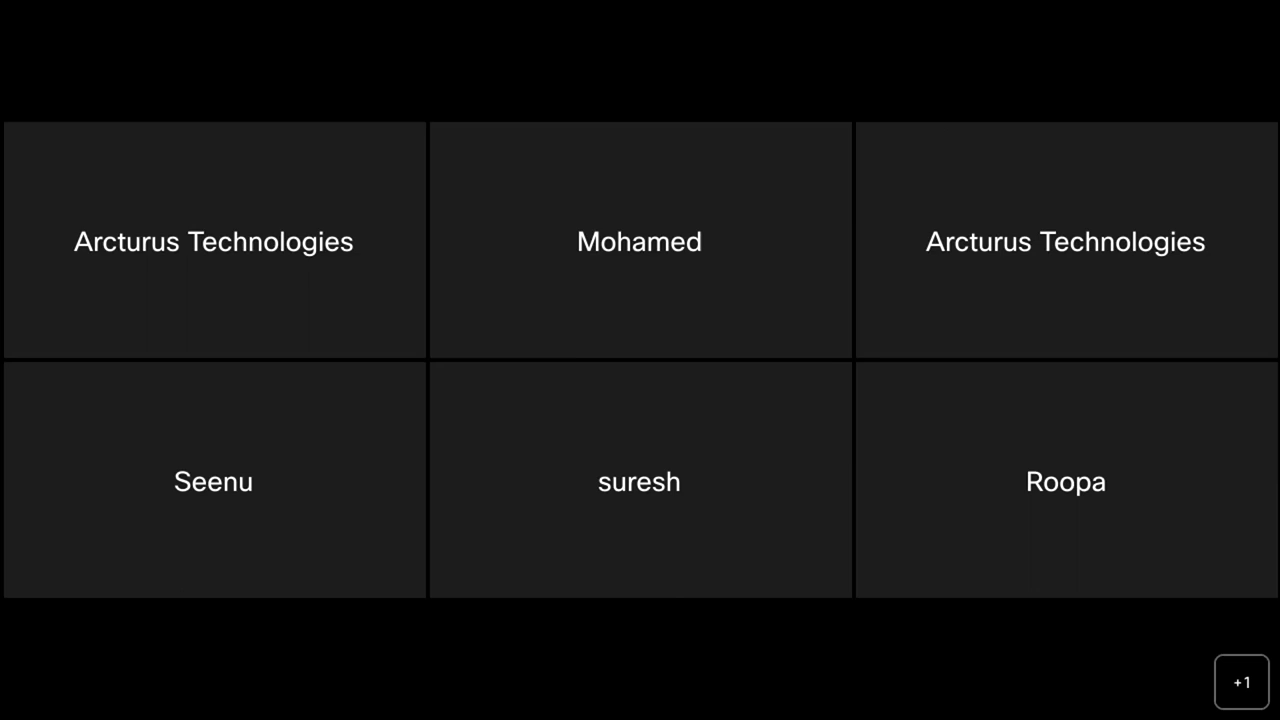 Arcturus Technologies
Mohamed
Arcturus Technologies
Seenu
suresh
Roopa
+1